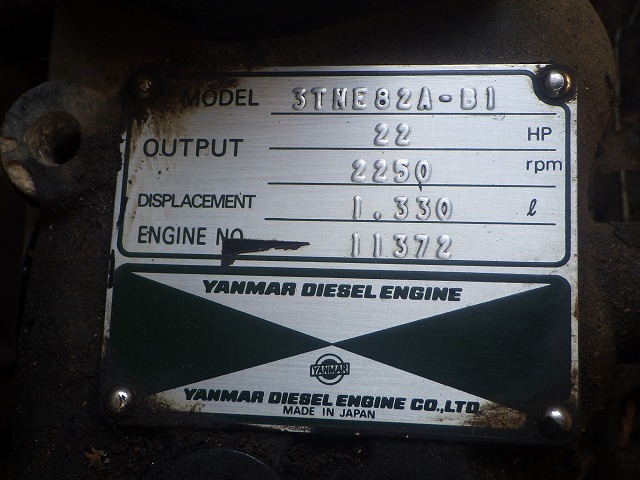 MODEL 3TNE82A-B1
OUTPUT 22 HP
2250 rpm
DISPLACEMENT 1.330 ℓ
ENGINE NO. 11372
YANMAR DIESEL ENGINE
YANMAR
YANMAR DIESEL ENGINE CO.,LTD.
MADE IN JAPAN